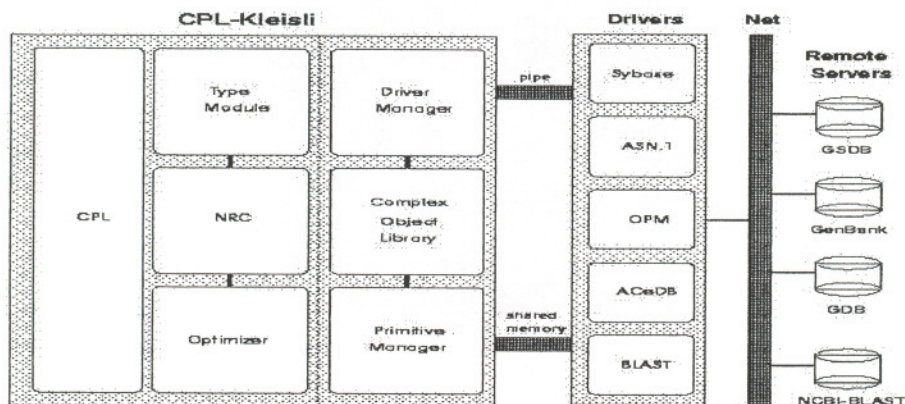 CPL-Kleisli
Drivers
Net
CPL
Type
Module
NRC
Optimizer
Driver
Manager
Complex
Object
Library
Primitive
Manager
pipe
shared
memory
Sybase
ASN.1
OPM
ACeDB
BLAST
Remote
Servers
GSDB
GenBank
GDB
NCBI-BLAST